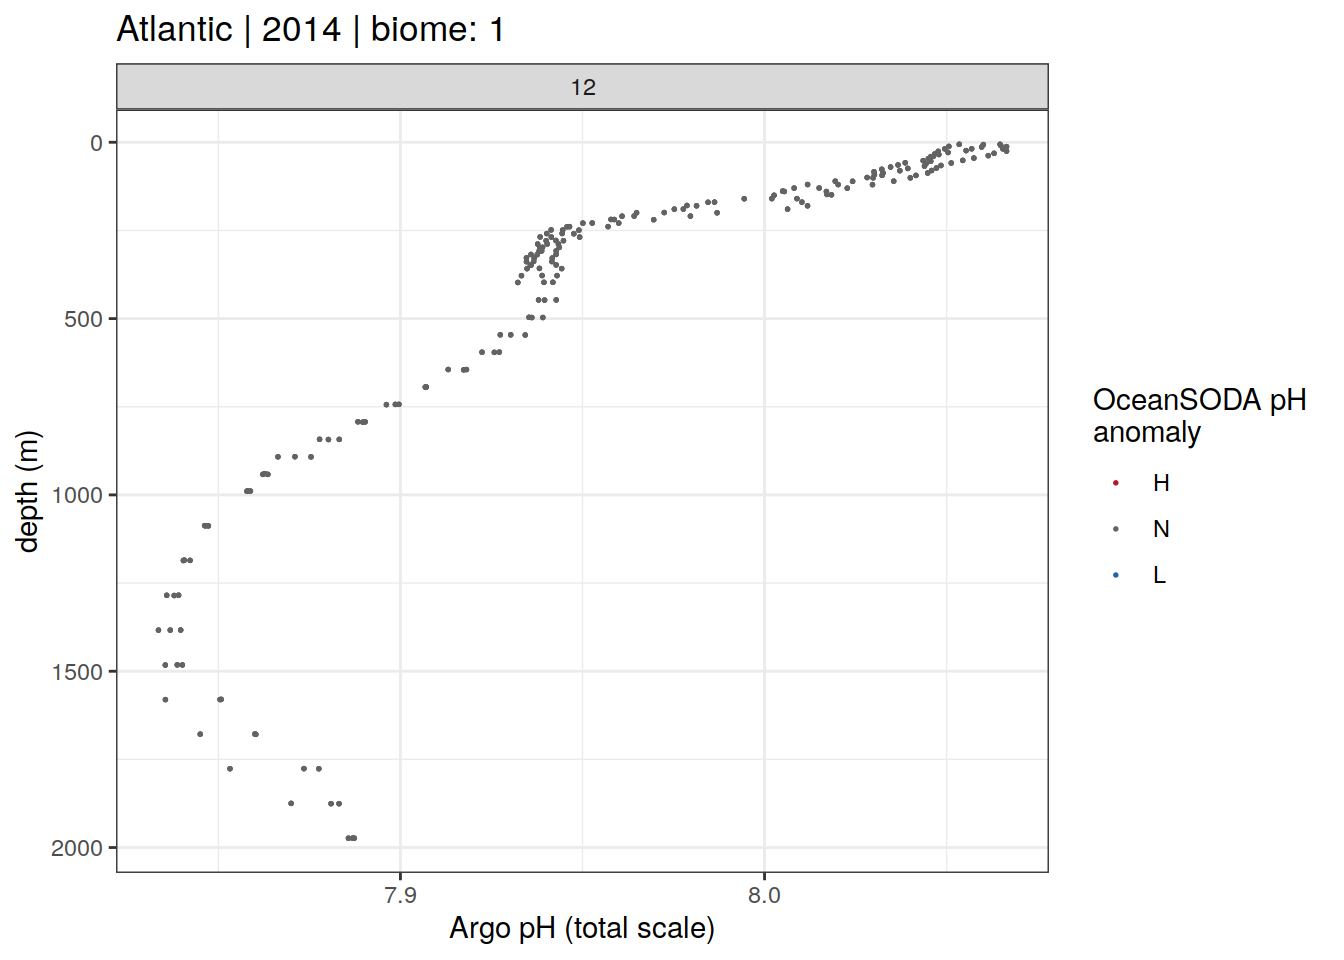 Atlantic | 2014 | biome: 1
12
0
500
1000
1500
2000
depth (m)
7.9
8.0
Argo pH (total scale)
OceanSODA pH
anomaly
H
N
L